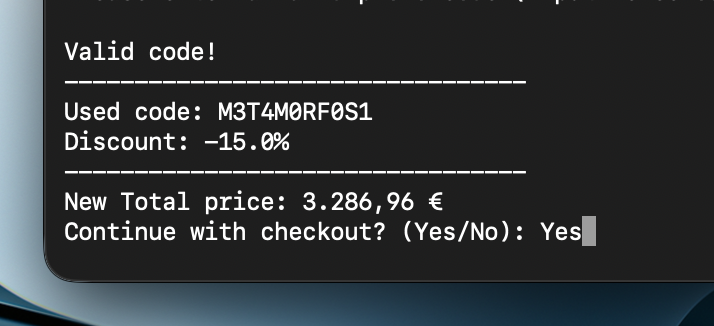 Valid code!
---------------------------------
Used code: M3T4M0RF0S1
Discount: -15.0%
---------------------------------
New Total price: 3.286,96 €
Continue with checkout? (Yes/No): Yes